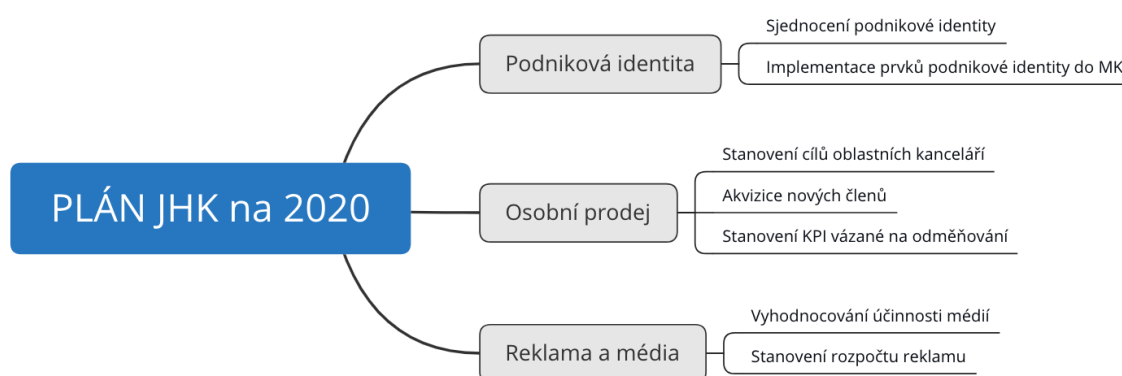 PLÁN JHK na 2020
Podniková identita
Sjednocení podnikové identity
Implementace prvků podnikové identity do MK
Osobní prodej
Stanovení cílů oblastních kanceláří
Akvizice nových členů
Stanovení KPI vázané na odměňování
Reklama a média
Vyhodnocování účinnosti médií
Stanovení rozpočtu reklamu